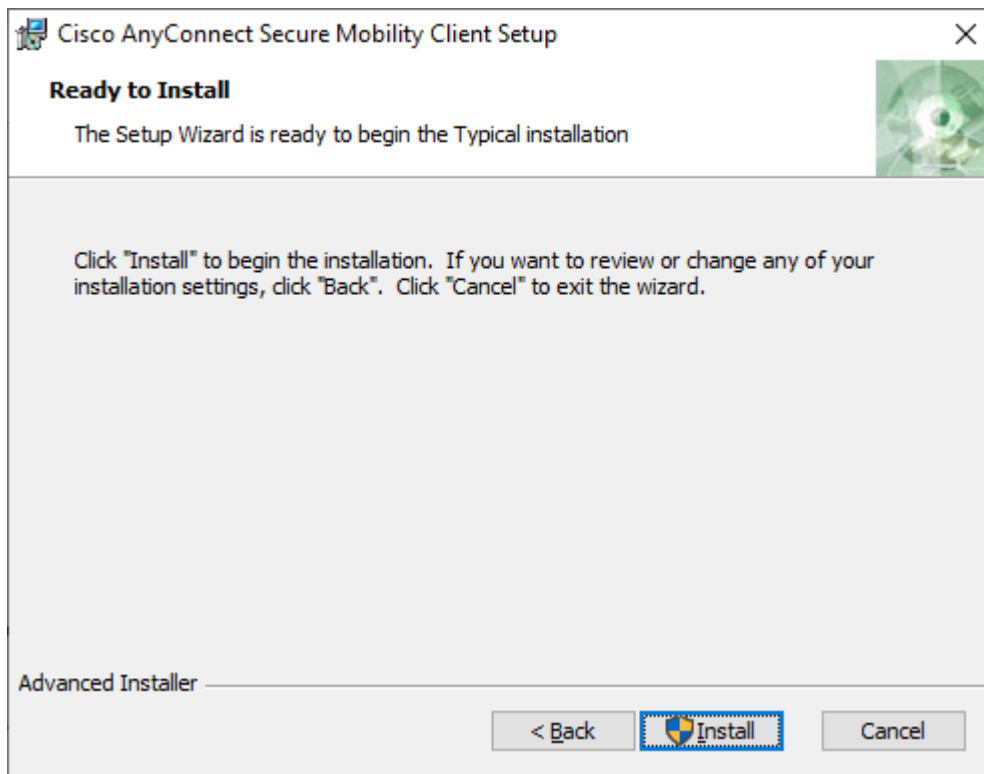 Cisco AnyConnect Secure Mobility Client Setup
Ready to Install
The Setup Wizard is ready to begin the Typical installation
Click "Install" to begin the installation.  If you want to review or change any of your
installation settings, click "Back".  Click "Cancel" to exit the wizard.
Advanced Installer
< Back
Install
Cancel